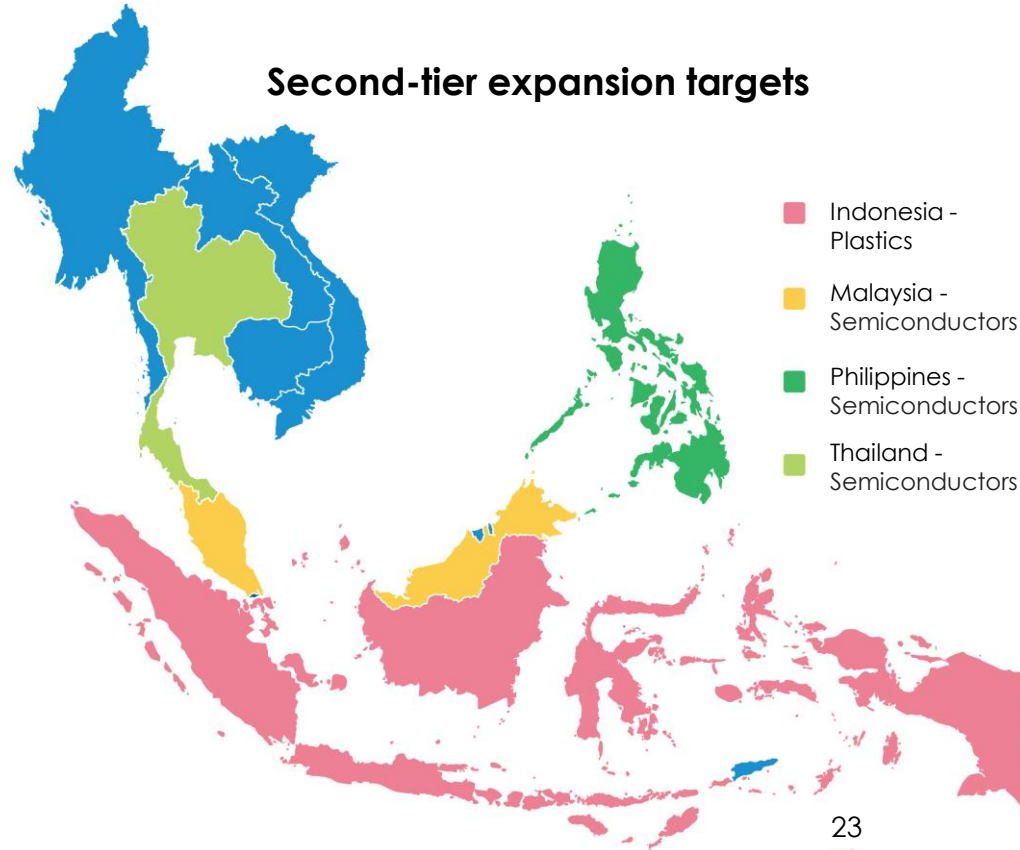 Second-tier expansion targets
Indonesia -
Plastics
Malaysia -
Semiconductors
Philippines -
Semiconductors
Thailand -
Semiconductors
23